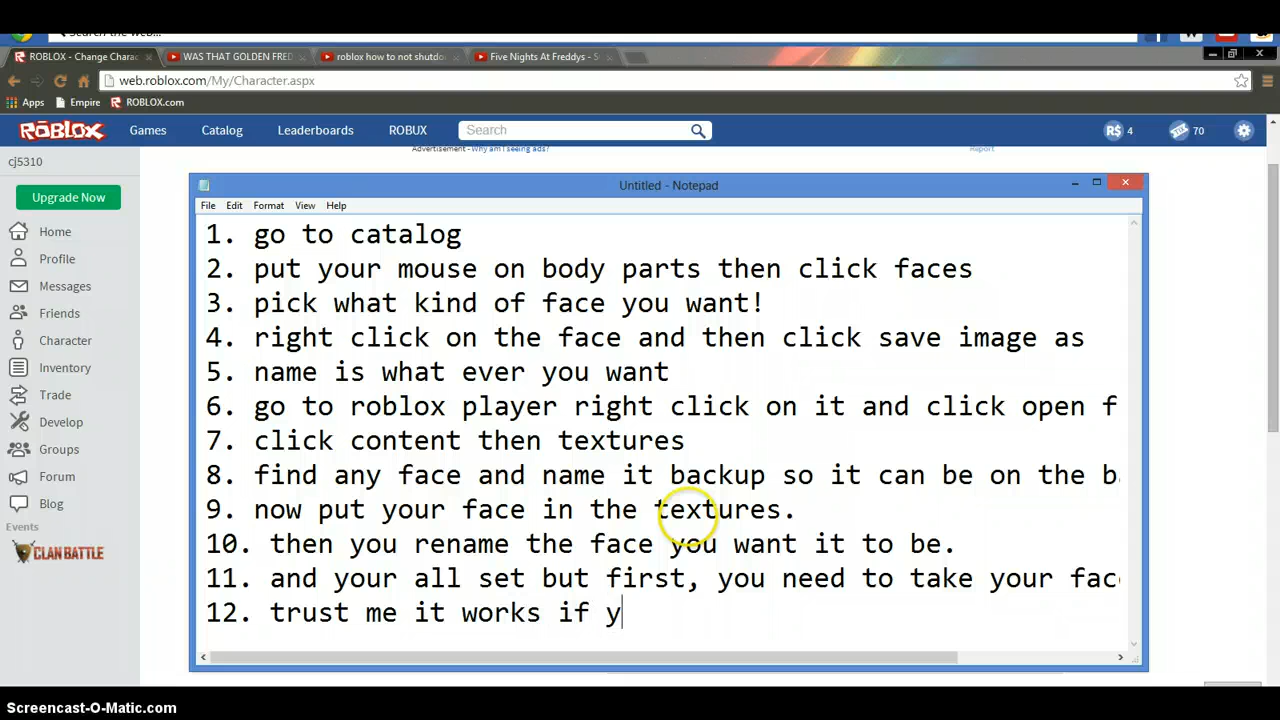 Search the web...
ROBLOX - Change Charac
WAS THAT GOLDEN FRED
roblox how to not shutdo
Five Nights At Freddys - S
web.roblox.com/My/Character.aspx
Apps Empire ROBLOX.com
ROBLOX Games Catalog Leaderboards ROBUX Search R$ 4 70
Advertisement - Why am I seeing ads? Report
cj5310
Upgrade Now
Home
Profile
Messages
Friends
Character
Inventory
Trade
Develop
Groups
Forum
Blog
Events
CLAN BATTLE
Untitled - Notepad
File Edit Format View Help
1. go to catalog
2. put your mouse on body parts then click faces
3. pick what kind of face you want!
4. right click on the face and then click save image as
5. name is what ever you want
6. go to roblox player right click on it and click open f
7. click content then textures
8. find any face and name it backup so it can be on the b
9. now put your face in the textures.
10. then you rename the face you want it to be.
11. and your all set but first, you need to take your fac
12. trust me it works if y
Screencast-O-Matic.com